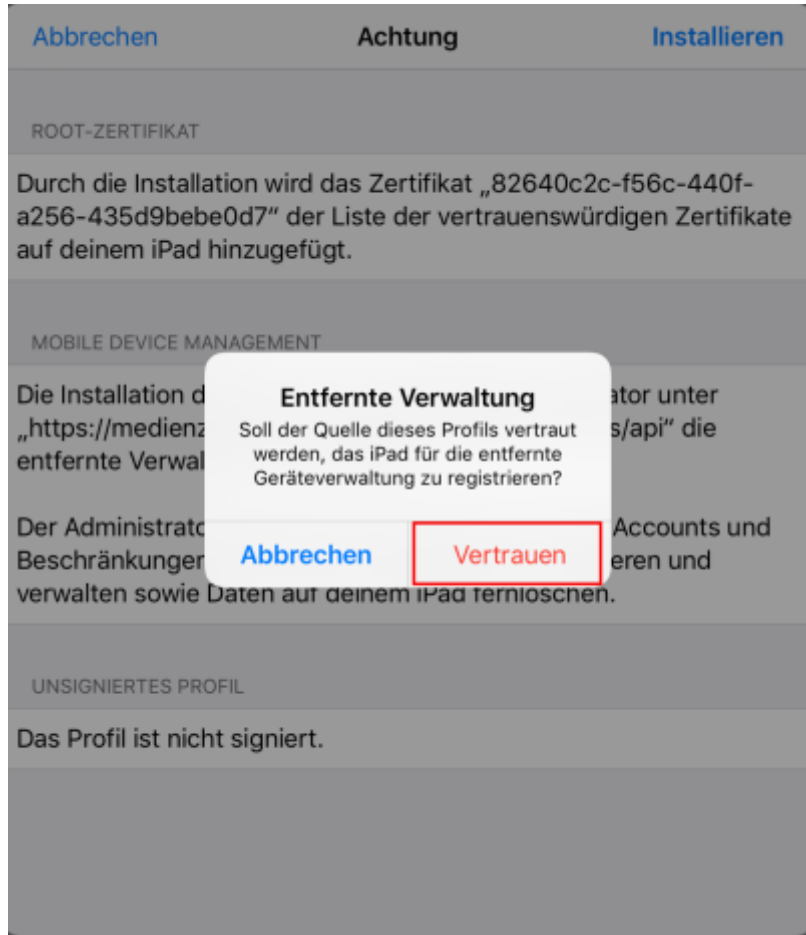 Abbrechen Achtung Installieren
ROOT-ZERTIFIKAT
Durch die Installation wird das Zertifikat „82640c2c-f56c-440f-
a256-435d9bebe0d7“ der Liste der vertrauenswürdigen Zertifikate
auf deinem iPad hinzugefügt.
MOBILE DEVICE MANAGEMENT
Die Installation d
ator unter
„https://medienz
s/api“ die
entfernte Verwal
Entfernte Verwaltung
Soll der Quelle dieses Profils vertraut
werden, das iPad für die entfernte
Geräteverwaltung zu registrieren?
Abbrechen Vertrauen
Der Administrato
Accounts und
Beschränkungen
eren und
verwalten sowie Daten auf deinem iPad fernlöschen.
UNSIGNIERTES PROFIL
Das Profil ist nicht signiert.